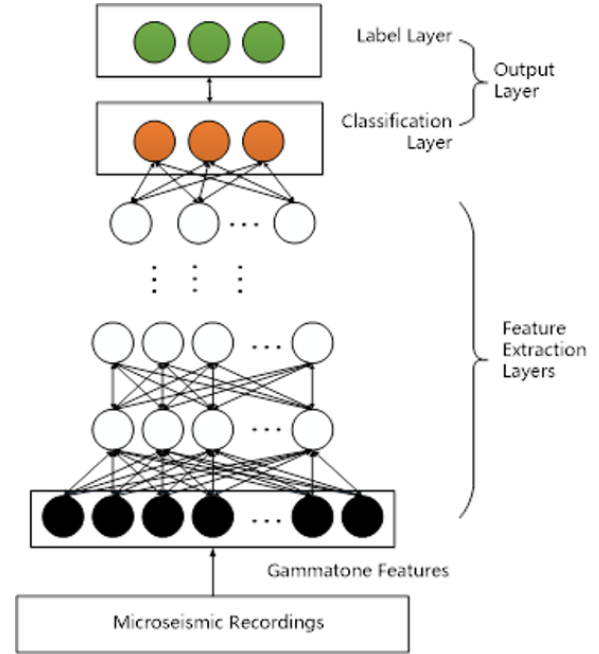 Label Layer
Output
Layer
Classification
Layer
Feature
Extraction
Layers
Gammatone Features
Microseismic Recordings